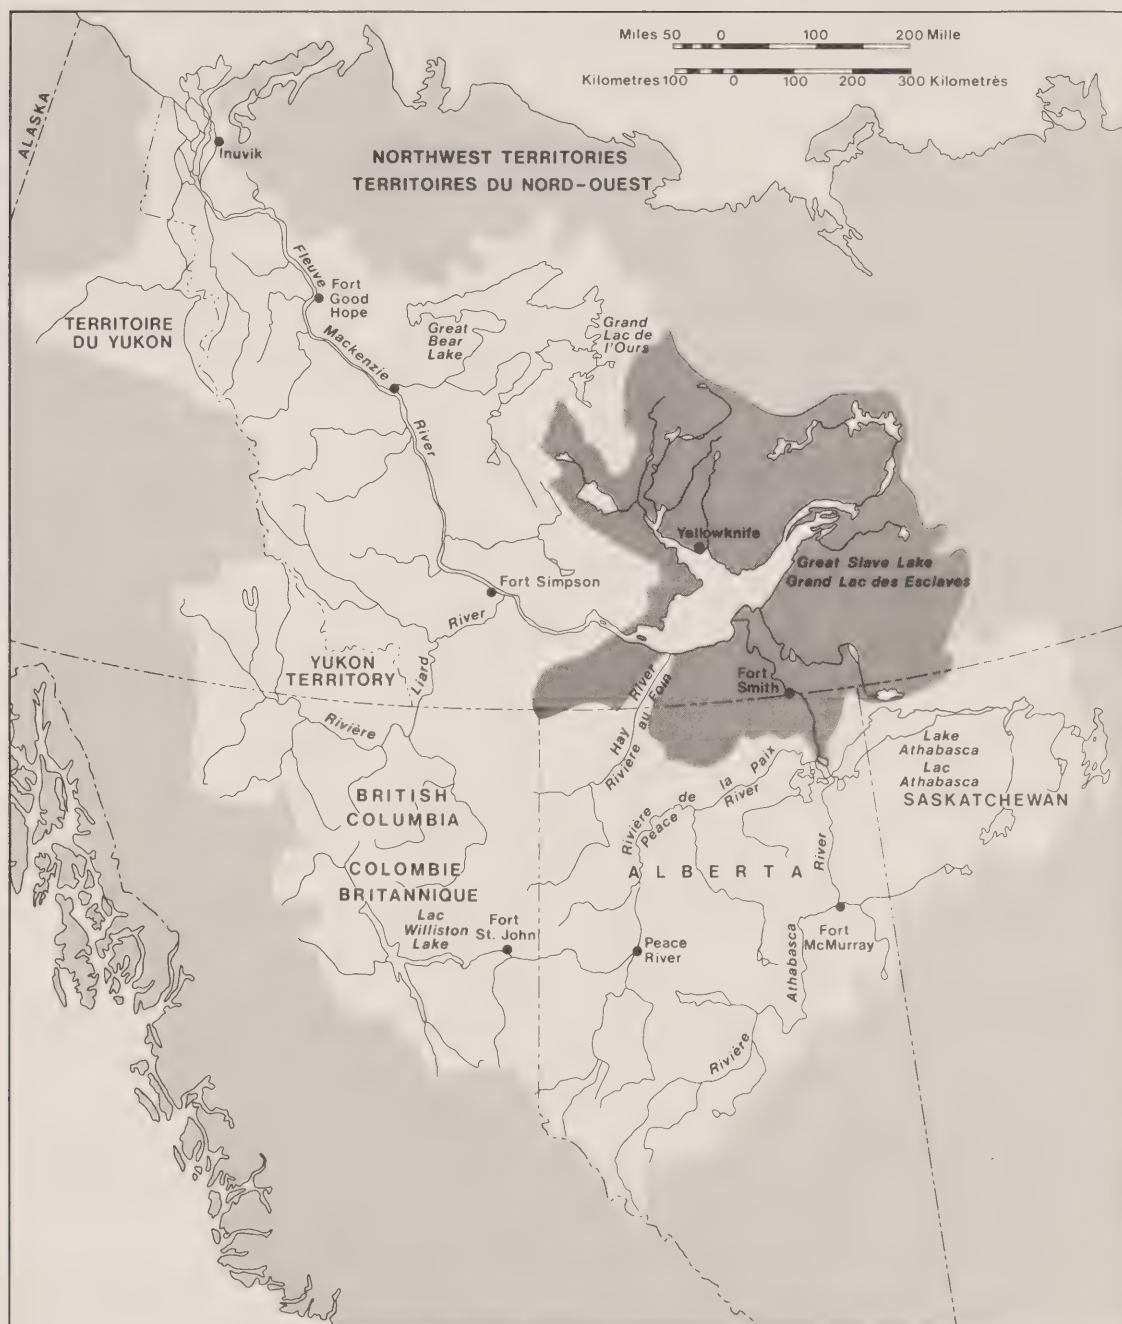 Miles 50 0 100 200 Mille
Kilometres 100 0 100 200 300 Kilometrès
ALASKA
Inuvik
NORTHWEST TERRITORIES
TERRITOIRES DU NORD-OUEST
Fleuve
Fort
Good
Hope
Mackenzie
River
TERRITOIRE
DU YUKON
Great
Bear
Lake
Grand
Lac de
l'Ours
Yellowknife
Great Slave Lake
Grand Lac des Esclaves
Fort Simpson
River
Liard
Rivière
YUKON
TERRITORY
Hay River
Rivière au Foin
Fort
Smith
Lake
Athabasca
Lac
Athabasca
SASKATCHEWAN
Rivière de la Paix
Peace River
BRITISH
COLUMBIA
COLOMBIE
BRITANNIQUE
ALBERTA
River
Lac
Williston
Lake
Fort
St. John
Peace
River
Fort
McMurray
Athabasca
Rivière